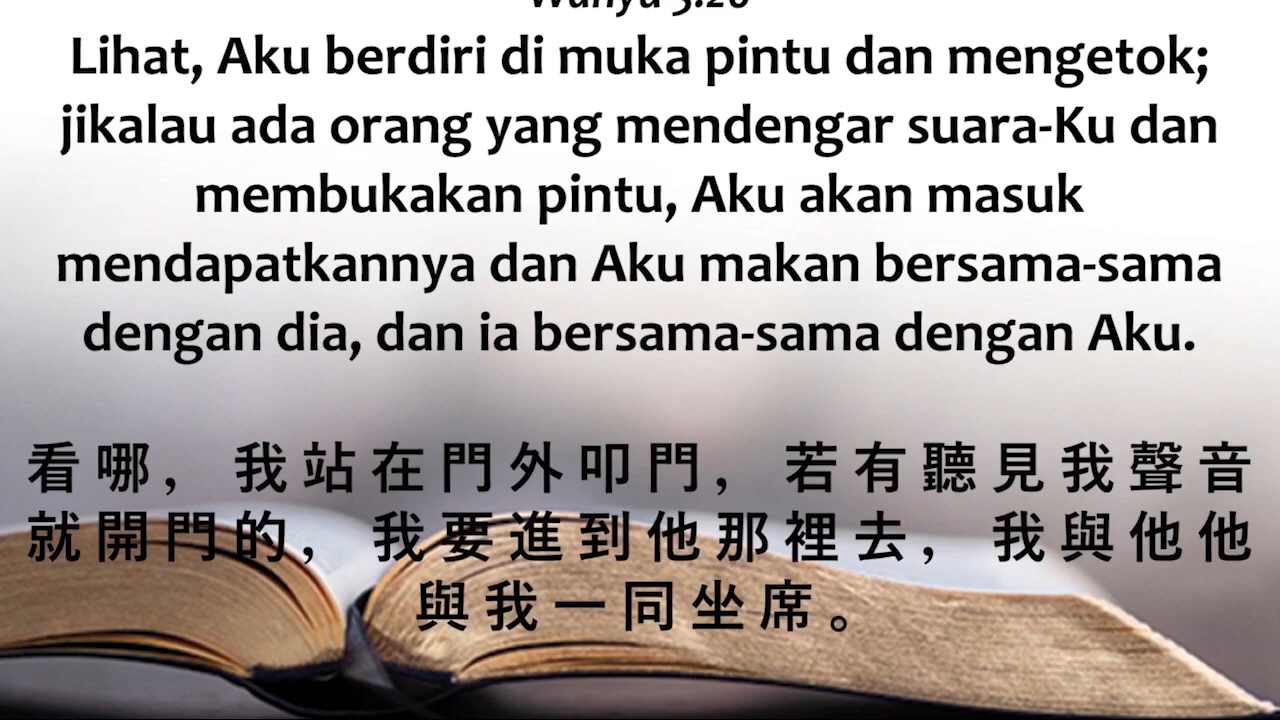 Wahyu 3:20
Lihat, Aku berdiri di muka pintu dan mengetok;
jikalau ada orang yang mendengar suara-Ku dan
membukakan pintu, Aku akan masuk
mendapatkannya dan Aku makan bersama-sama
dengan dia, dan ia bersama-sama dengan Aku.
看哪，我站在門外叩門，若有聽見我聲音
就開門的，我要進到他那裡去，我與他他
與我一同坐席。